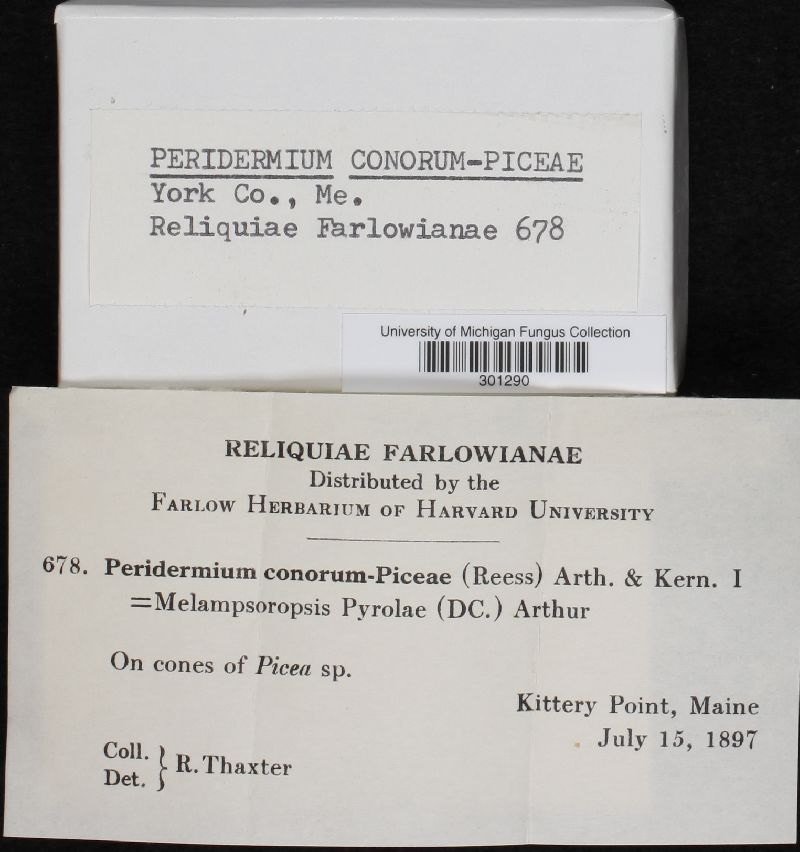 PERIDERMIUM CONORUM-PICEAE
York Co., Me.
Reliquiae Farlowianae 678
University of Michigan Fungus Collection
301290
RELIQUIAE FARLOWIANAE
Distributed by the
FARLOW HERBARIUM OF HARVARD UNIVERSITY
678. Peridermium conorum-Piceae (Reess) Arth. & Kern. I
=Melampsoropsis Pyrolae (DC.) Arthur
On cones of Picea sp.
Kittery Point, Maine
July 15, 1897
Coll. } R. Thaxter
Det.